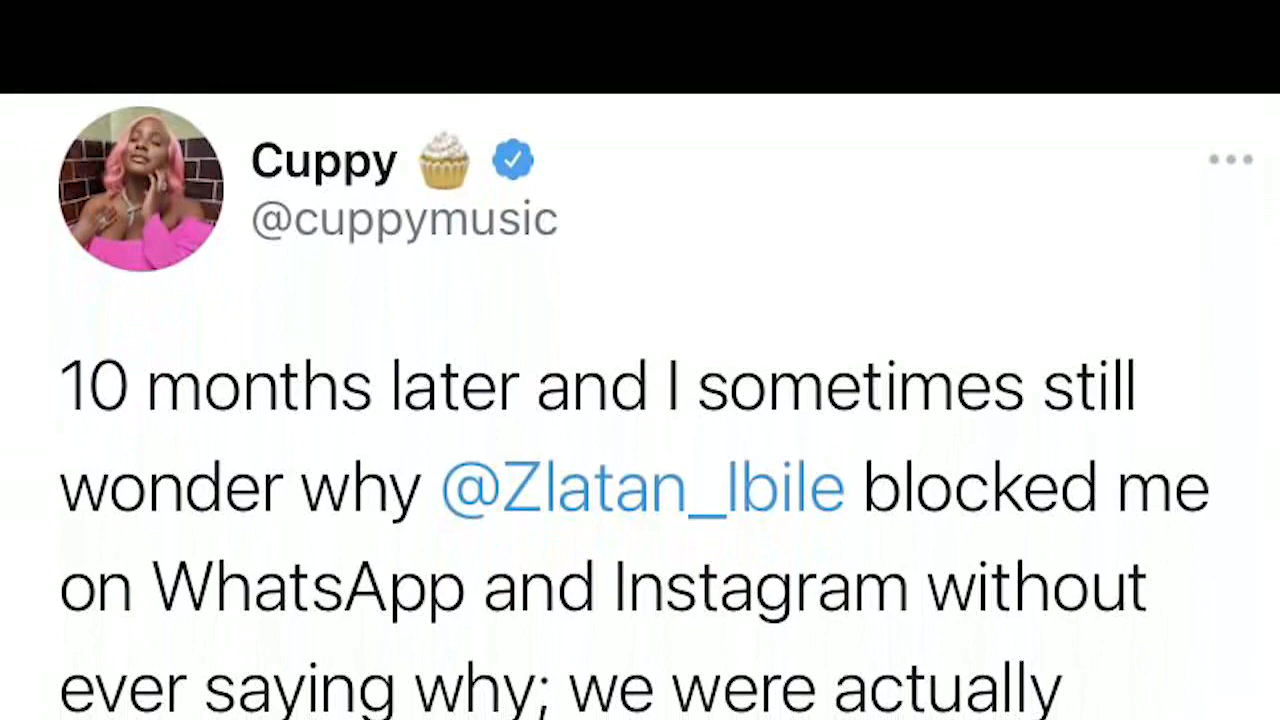 Cuppy 🧁
@cuppymusic
10 months later and I sometimes still
wonder why @Zlatan_Ibile blocked me
on WhatsApp and Instagram without
ever saying why; we were actually